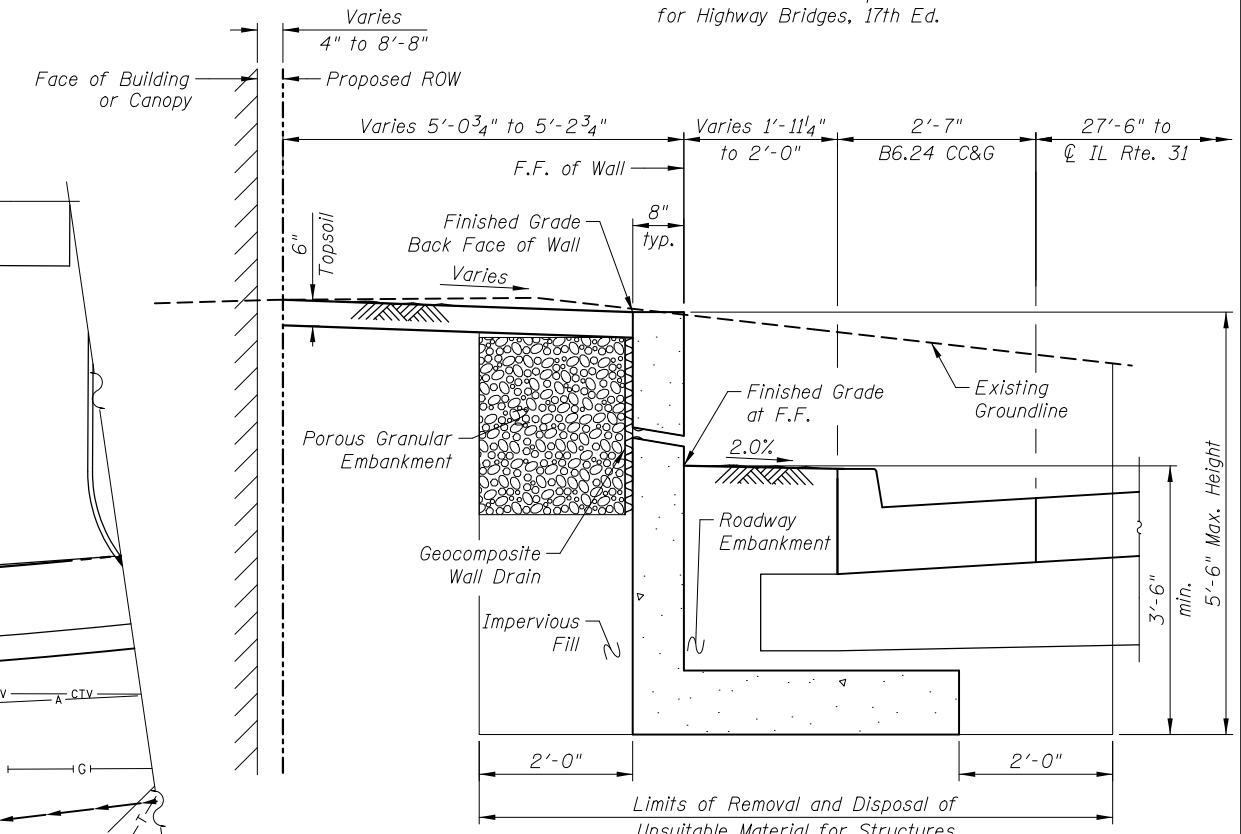 for Highway Bridges, 17th Ed.
Varies
4" to 8'-8"
Face of Building
or Canopy
Proposed ROW
Varies 5'-0¾" to 5'-2¾"
Varies 1'-11¼"
to 2'-0"
2'-7"
B6.24 CC&G
27'-6" to
℄ IL Rte. 31
F.F. of Wall
8"
typ.
Finished Grade
Back Face of Wall
6"
Topsoil
Varies
Existing
Groundline
Finished Grade
at F.F.
2.0%
Porous Granular
Embankment
Roadway
Embankment
Geocomposite
Wall Drain
Impervious
Fill
3'-6"
min.
5'-6" Max. Height
V
CTV
A
G
T
2'-0"
2'-0"
Limits of Removal and Disposal of
Unsuitable Material for Structures